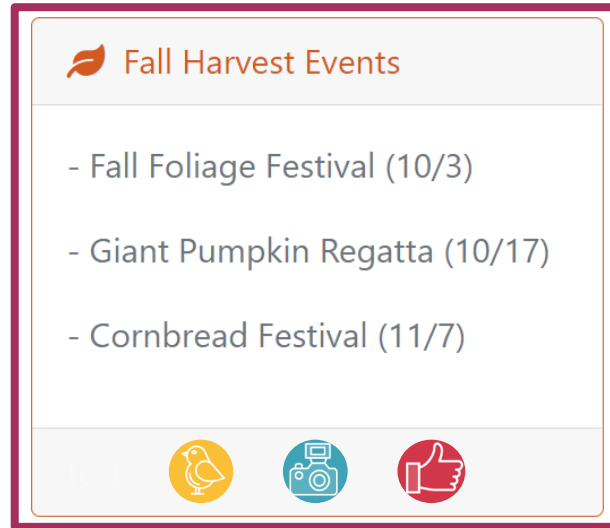 Fall Harvest Events
- Fall Foliage Festival (10/3)
- Giant Pumpkin Regatta (10/17)
- Cornbread Festival (11/7)